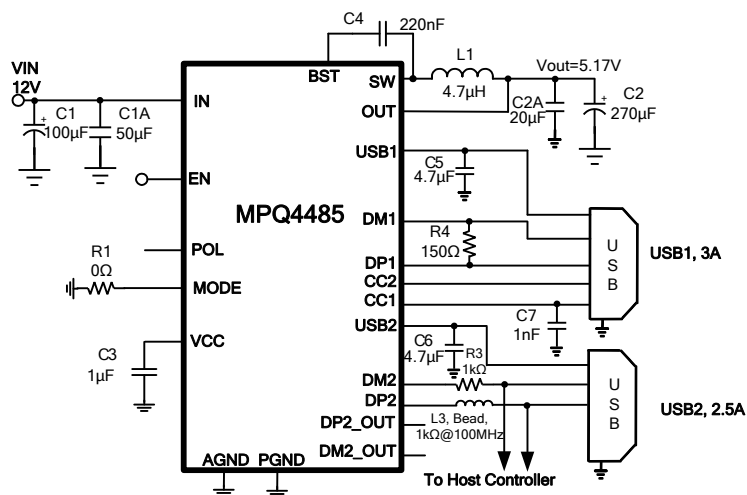 C4
220nF
BST
L1
4.7µH
Vout=5.17V
VIN
12V
SW
IN
OUT
C1
100µF
+
C1A
50µF
C2A
20µF
+
C2
270µF
USB1
C5
4.7µF
EN
MPQ4485
DM1
R4
150Ω
USB
USB1, 3A
POL
DP1
R1
0Ω
MODE
CC2
CC1
C7
1nF
USB2
VCC
C3
1µF
C6
4.7µF
R3
1kΩ
DM2
DP2
USB
USB2, 2.5A
DP2_OUT
L3, Bead,
1kΩ@100MHz
DM2_OUT
AGND
PGND
To Host Controller